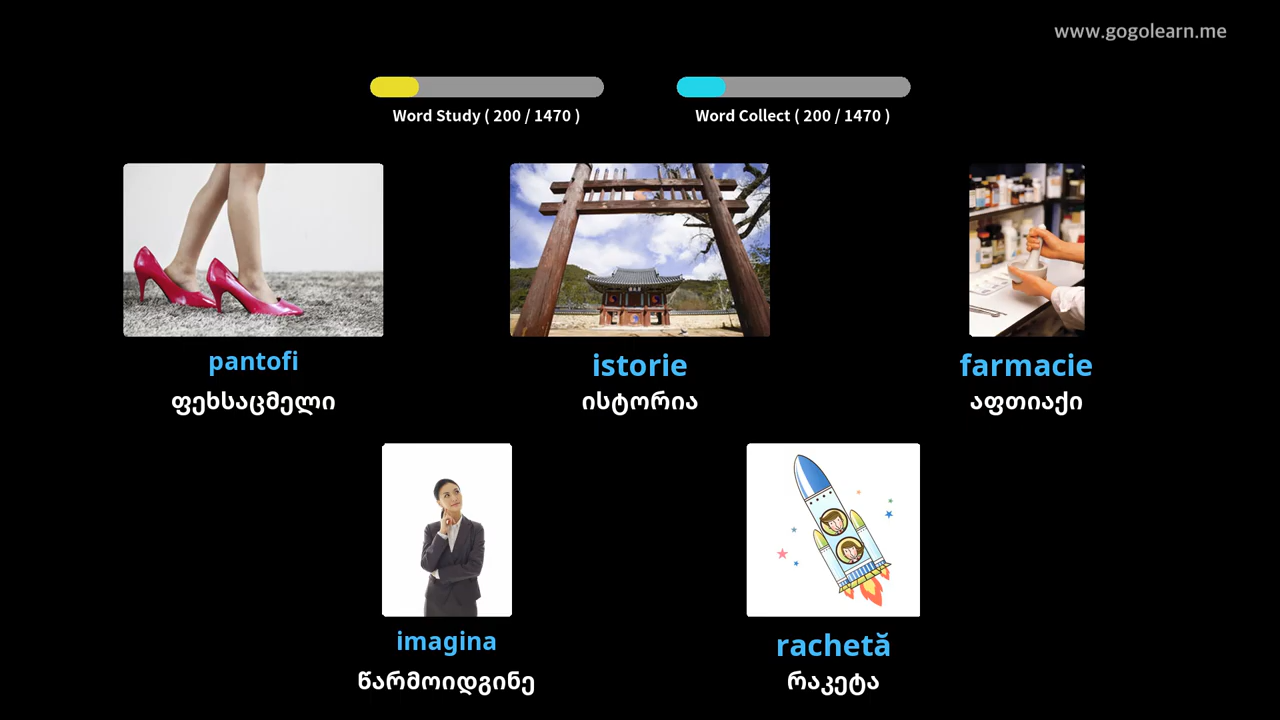 www.gogolearn.me
Word Study ( 200 / 1470 )
Word Collect ( 200 / 1470 )
pantofi
ფეხსაცმელი
istorie
ისტორია
farmacie
აფთიაქი
imagina
წარმოიდგინე
rachetă
რაკეტა